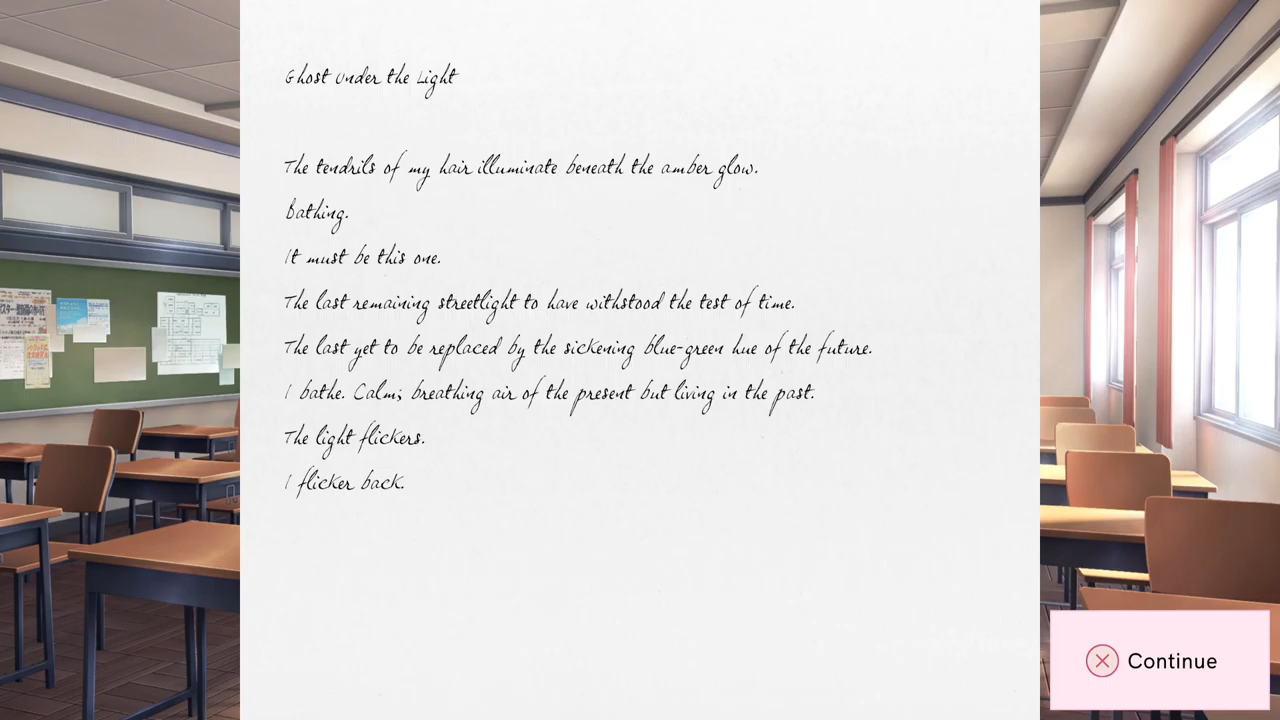 Ghost Under the Light
The tendrils of my hair illuminate beneath the amber glow.
Bathing.
It must be this one.
The last remaining streetlight to have withstood the test of time.
The last yet to be replaced by the sickening blue-green hue of the future.
I bathe. Calm; breathing air of the present but living in the past.
The light flickers.
I flicker back.
Continue